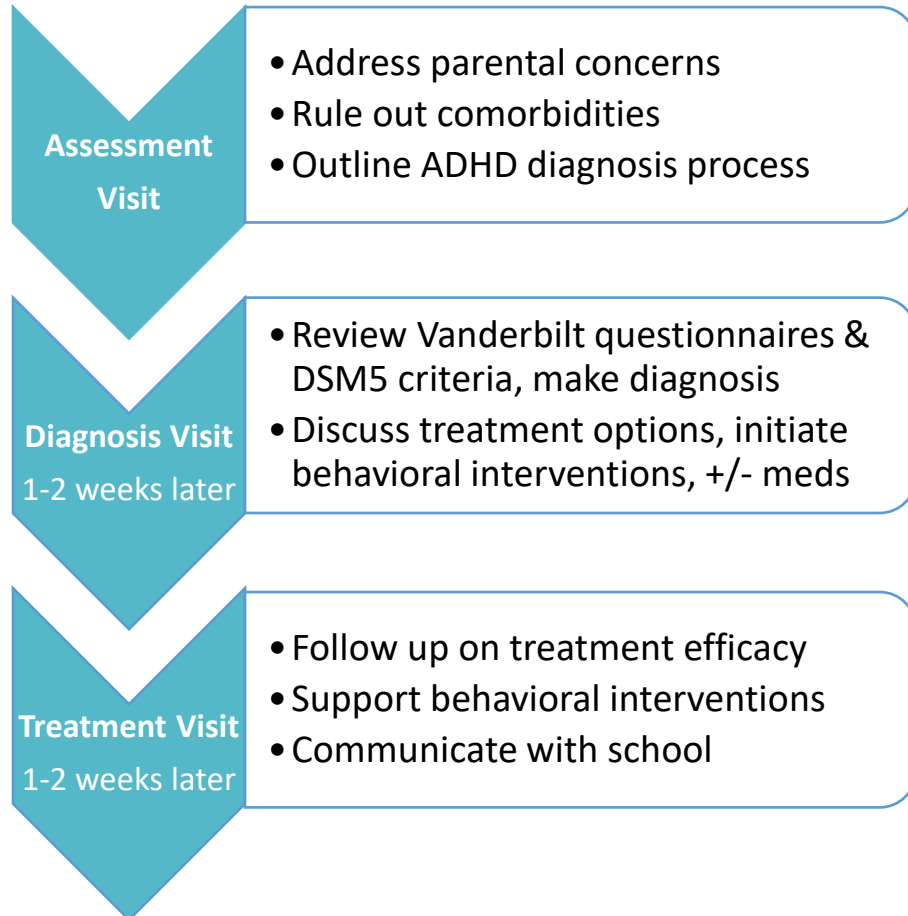 Assessment
Visit
• Address parental concerns
• Rule out comorbidities
• Outline ADHD diagnosis process
Diagnosis Visit
1-2 weeks later
• Review Vanderbilt questionnaires &
DSM5 criteria, make diagnosis
• Discuss treatment options, initiate
behavioral interventions, +/- meds
Treatment Visit
1-2 weeks later
• Follow up on treatment efficacy
• Support behavioral interventions
• Communicate with school